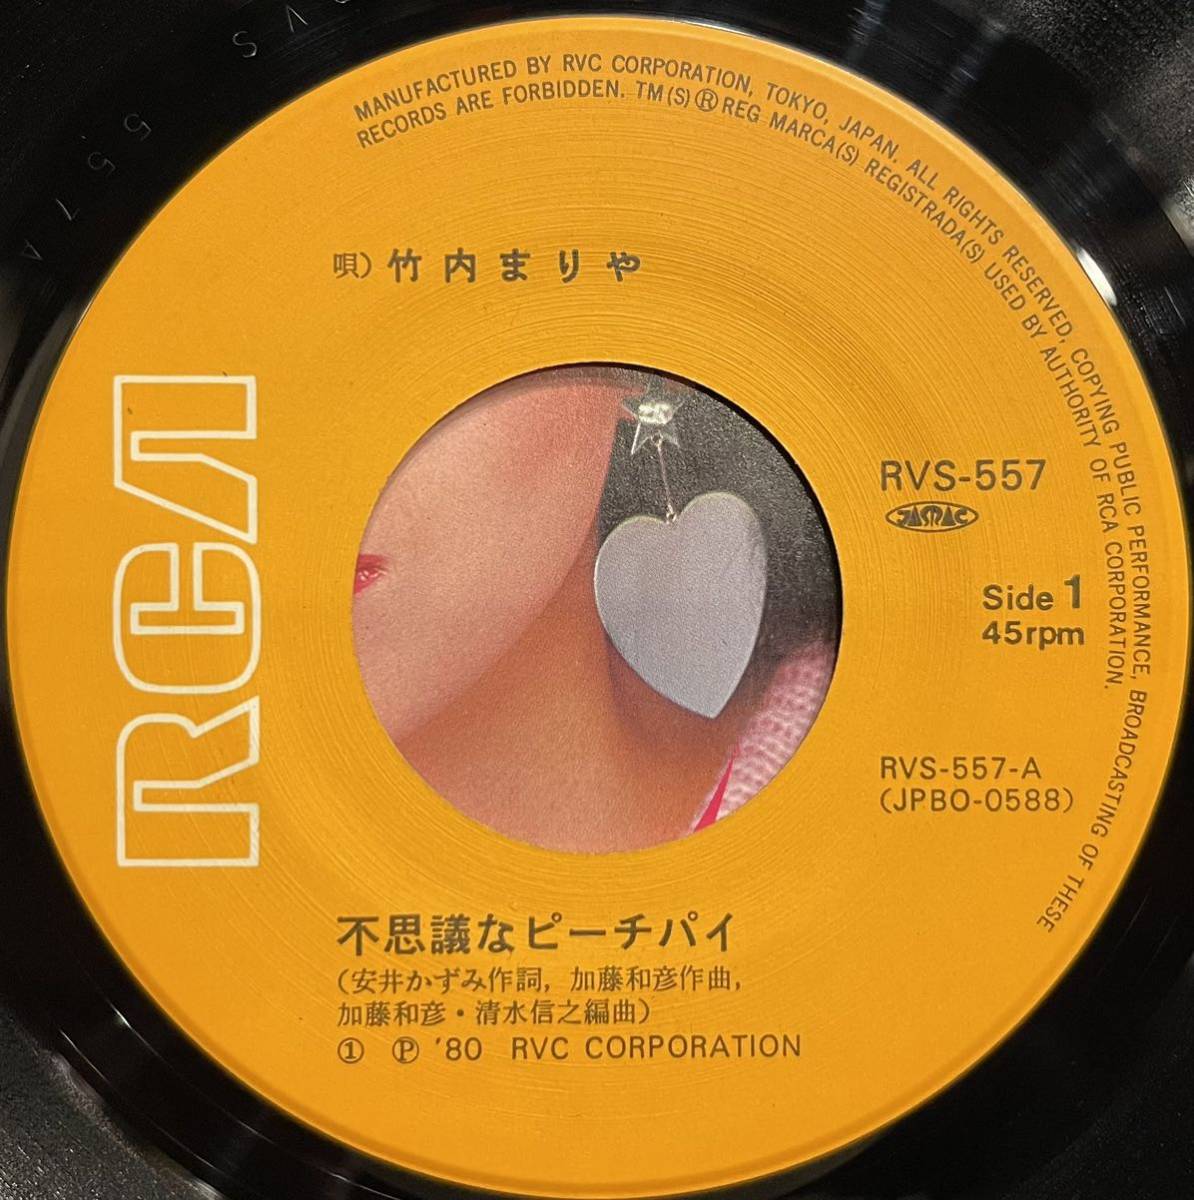 MANUFACTURED BY RVC CORPORATION, TOKYO, JAPAN. ALL RIGHTS RESERVED, COPYING PUBLIC PERFORMANCE, BROADCASTING OF THESE
RECORDS ARE FORBIDDEN. TM(S)®REG MARCA(S) REGISTRADA(S) USED BY AUTHORITY OF RCA CORPORATION.
唄)竹内まりや
RCA
RVS-557
JASRAC
Side 1
45rpm
RVS-557-A
(JPBO-0588)
不思議なピーチパイ
(安井かずみ作詞, 加藤和彦作曲,
加藤和彦・清水信之編曲)
① Ⓟ '80 RVC CORPORATION